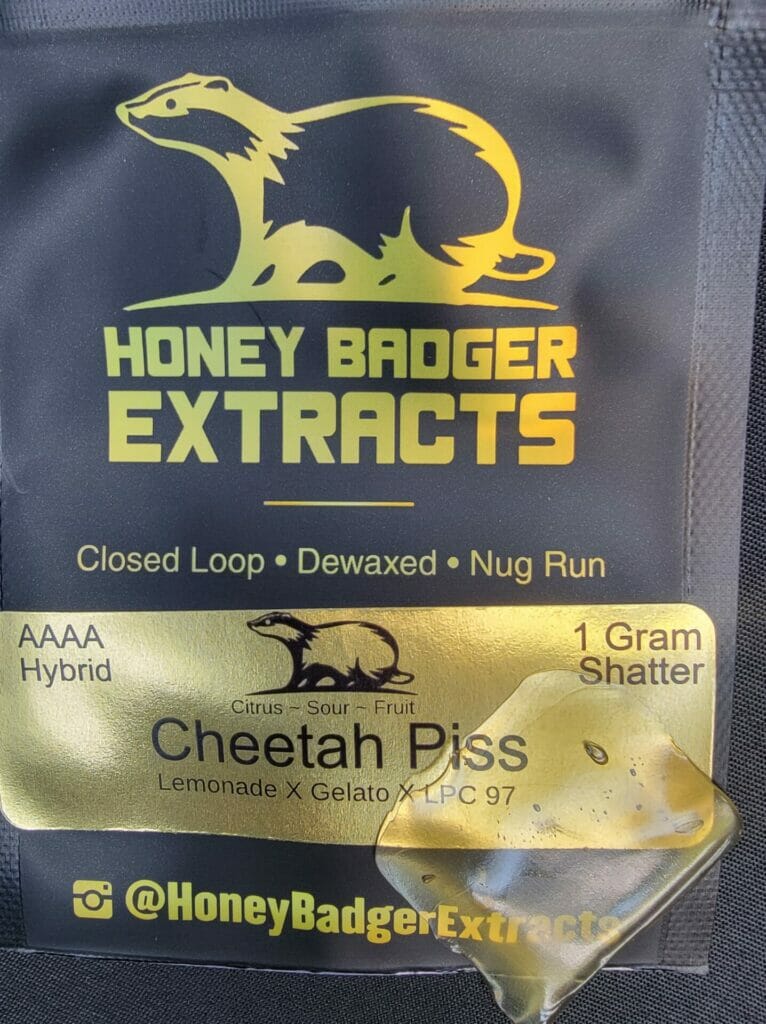 HONEY BADGER
EXTRACTS
Closed Loop • Dewaxed • Nug Run
AAAA
Hybrid
1 Gram
Shatter
Citrus ~ Sour ~ Fruit
Cheetah Piss
Lemonade X Gelato X LPC 97
@HoneyBadgerExtracts